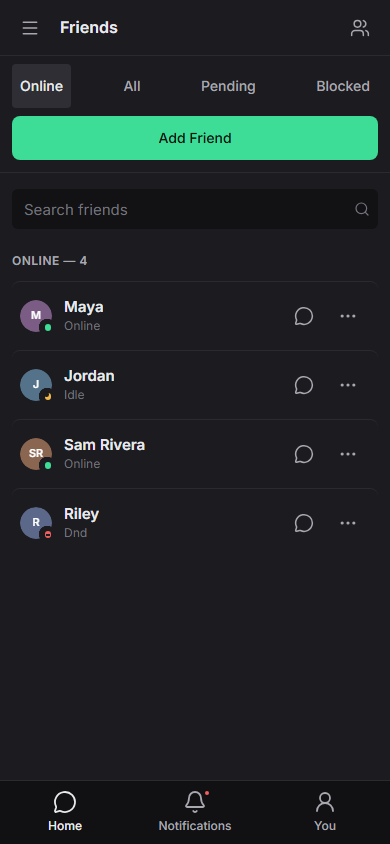 Friends
Online All Pending Blocked
Add Friend
Search friends
ONLINE — 4
M Maya
Online
J Jordan
Idle
SR Sam Rivera
Online
R Riley
Dnd
Home Notifications You